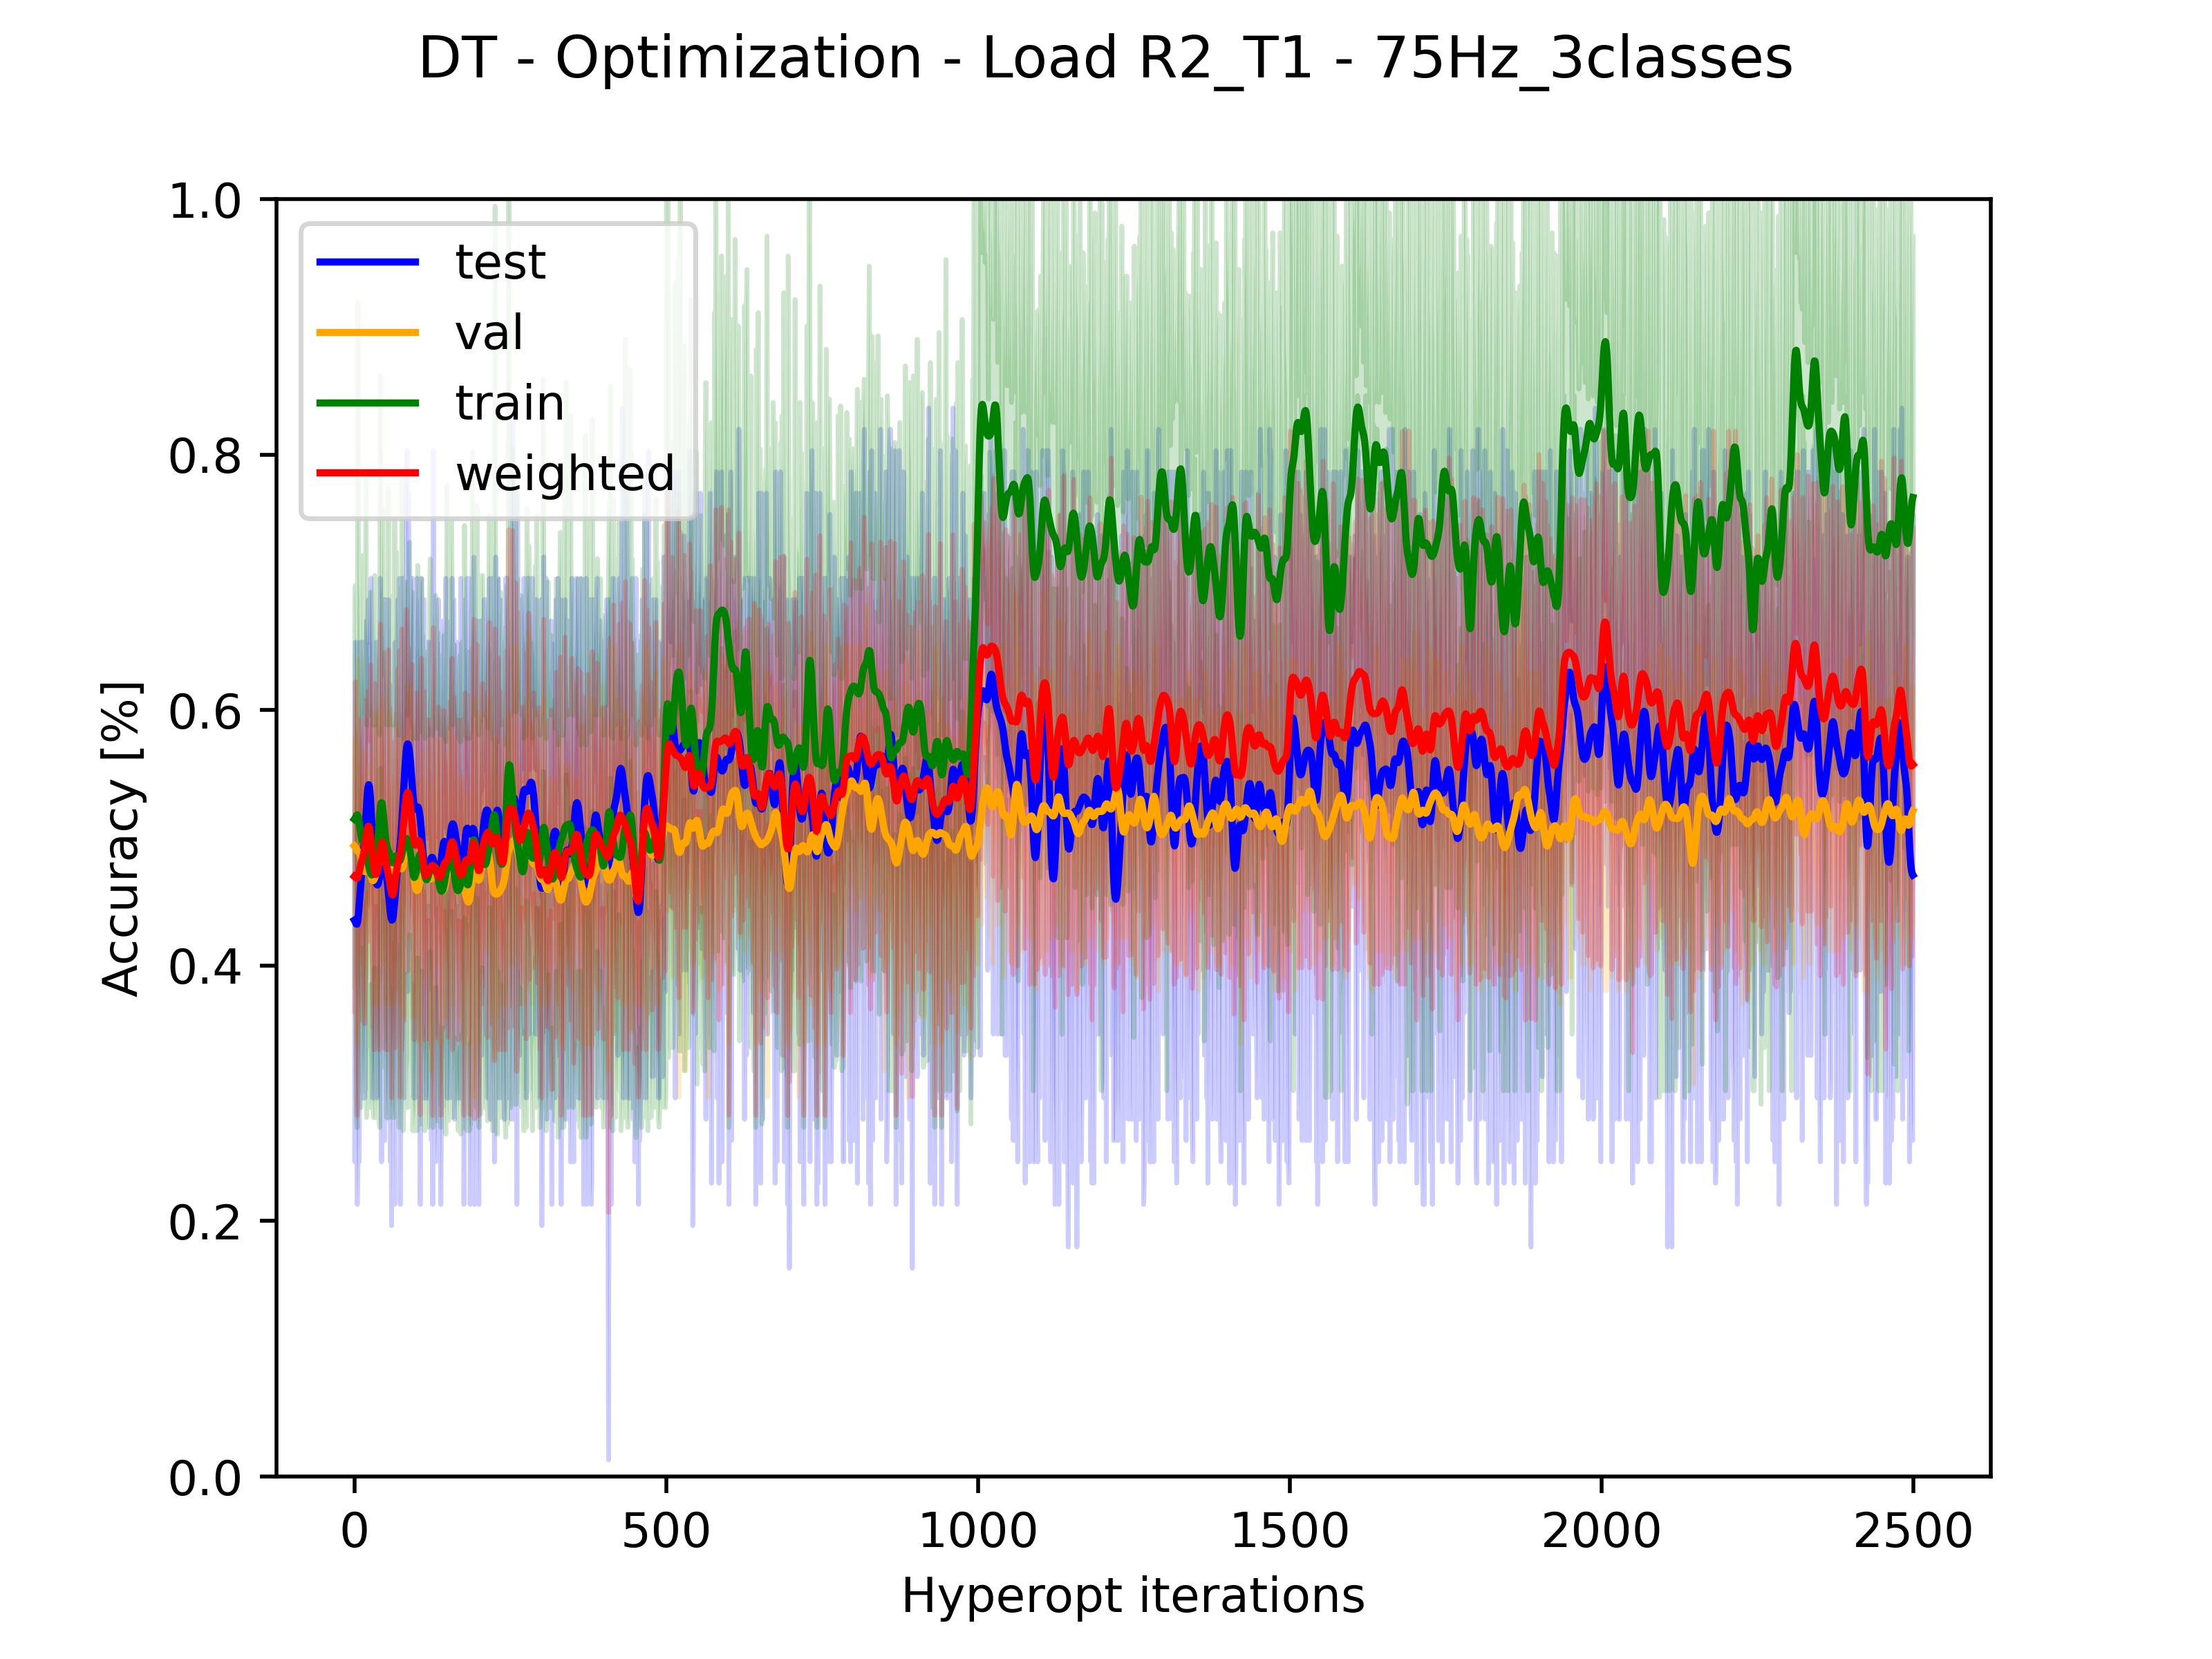 DT - Optimization - Load R2_T1 - 75Hz_3classes
1.0
0.8
0.6
0.4
0.2
0.0
Accuracy [%]
test
val
train
weighted
0 500 1000 1500 2000 2500
Hyperopt iterations